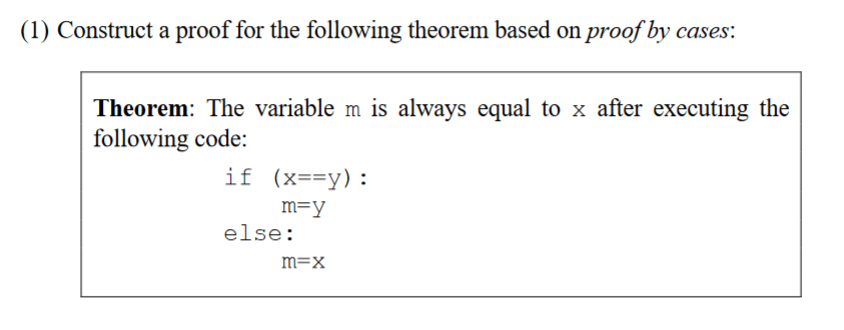 (1) Construct a proof for the following theorem based on proof by cases:
Theorem: The variable m is always equal to x after executing the
following code:
if (x==y):
m=y
else:
m=x